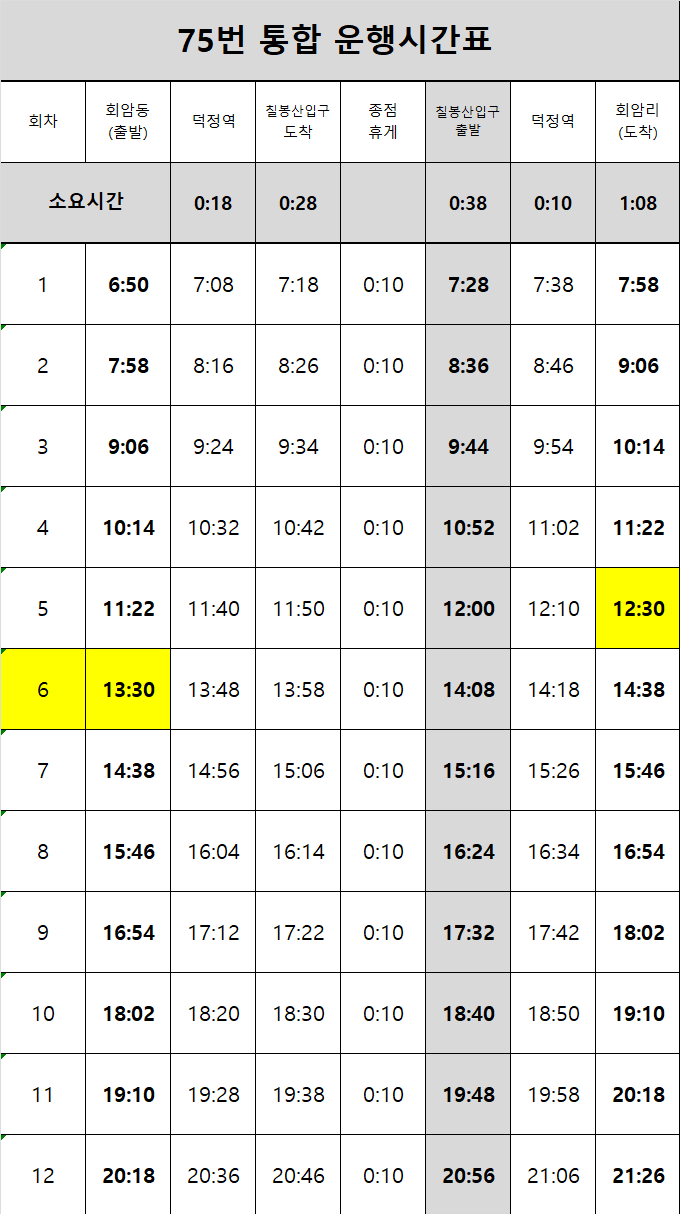 75번 통합 운행시간표
회차 회암동 (출발) 덕정역 칠봉산입구 도착 종점 휴게 칠봉산입구 출발 덕정역 회암리 (도착)
소요시간 0:18 0:28 0:38 0:10 1:08
1 6:50 7:08 7:18 0:10 7:28 7:38 7:58
2 7:58 8:16 8:26 0:10 8:36 8:46 9:06
3 9:06 9:24 9:34 0:10 9:44 9:54 10:14
4 10:14 10:32 10:42 0:10 10:52 11:02 11:22
5 11:22 11:40 11:50 0:10 12:00 12:10 12:30
6 13:30 13:48 13:58 0:10 14:08 14:18 14:38
7 14:38 14:56 15:06 0:10 15:16 15:26 15:46
8 15:46 16:04 16:14 0:10 16:24 16:34 16:54
9 16:54 17:12 17:22 0:10 17:32 17:42 18:02
10 18:02 18:20 18:30 0:10 18:40 18:50 19:10
11 19:10 19:28 19:38 0:10 19:48 19:58 20:18
12 20:18 20:36 20:46 0:10 20:56 21:06 21:26